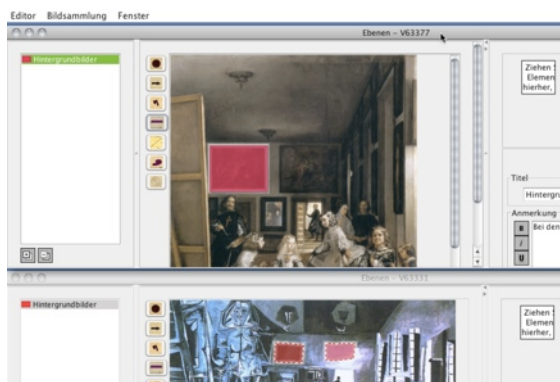 Editor Bildsammlung Fenster
Ebenen – V63377
Hintergrundbilder
Ziehen
Elemen
hierher,
Titel
Hintergru
Anmerkung
B
Bei den
I
U
Ebenen – V63331
Hintergrundbilder
Ziehen
Elemen
hierher,